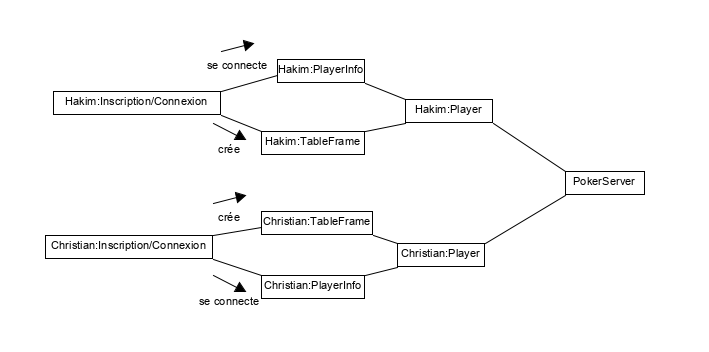 se connecte
Hakim:PlayerInfo
Hakim:Inscription/Connexion
Hakim:Player
crée
Hakim:TableFrame
PokerServer
crée
Christian:TableFrame
Christian:Inscription/Connexion
Christian:Player
Christian:PlayerInfo
se connecte